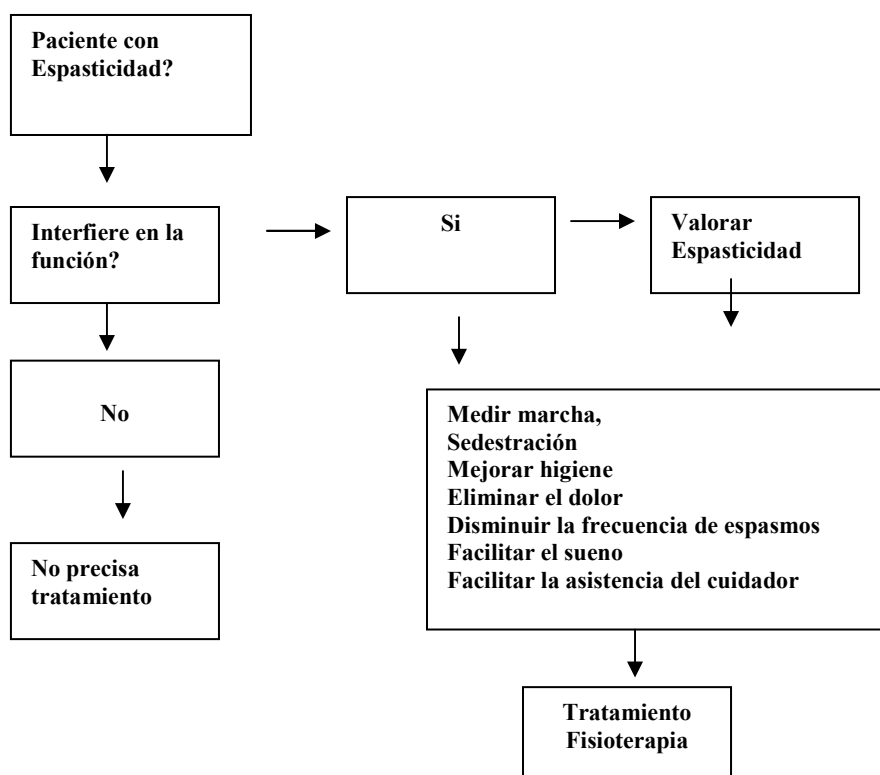 Paciente con
Espasticidad?
Interfiere en la
función?
Si
Valorar
Espasticidad
No
Medir marcha,
Sedestración
Mejorar higiene
Eliminar el dolor
Disminuir la frecuencia de espasmos
Facilitar el sueno
Facilitar la asistencia del cuidador
No precisa
tratamiento
Tratamiento
Fisioterapia